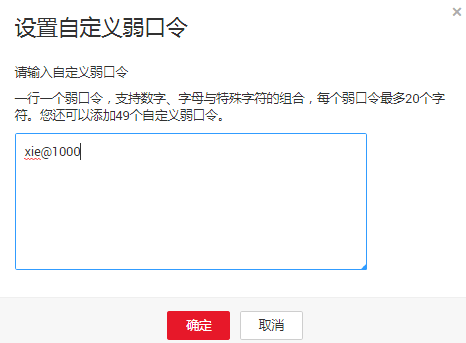 设置自定义弱口令
请输入自定义弱口令
一行一个弱口令，支持数字、字母与特殊字符的组合，每个弱口令最多20个字
符。您还可以添加49个自定义弱口令。
xie@1000
确定 取消